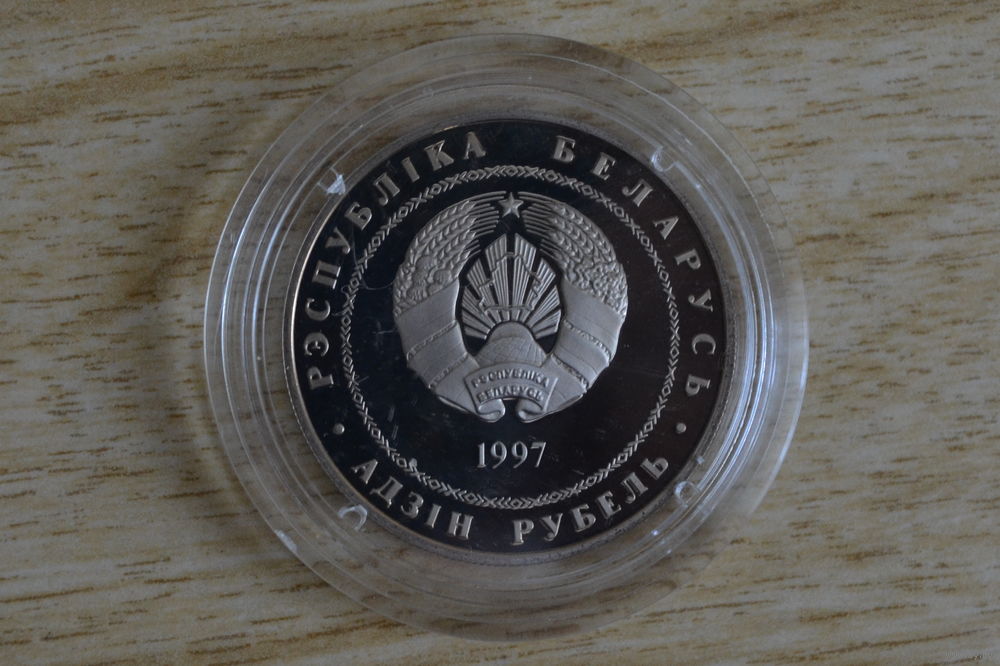 РЭСПУБЛІКА БЕЛАРУСЬ
РЭСПУБЛІКА
БЕЛАРУСЬ
1997
· АДЗІН РУБЕЛЬ ·